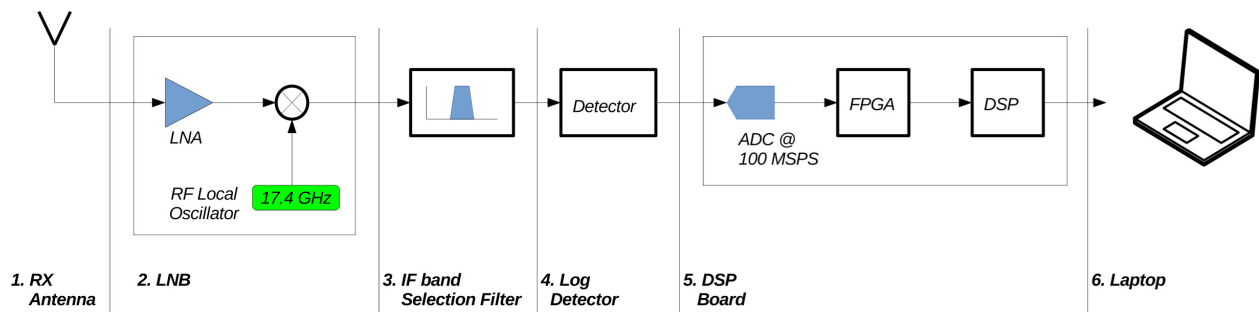 LNA
RF Local
Oscillator
17.4 GHz
Detector
ADC @
100 MSPS
FPGA
DSP
1. RX
Antenna
2. LNB
3. IF band
Selection Filter
4. Log
Detector
5. DSP
Board
6. Laptop